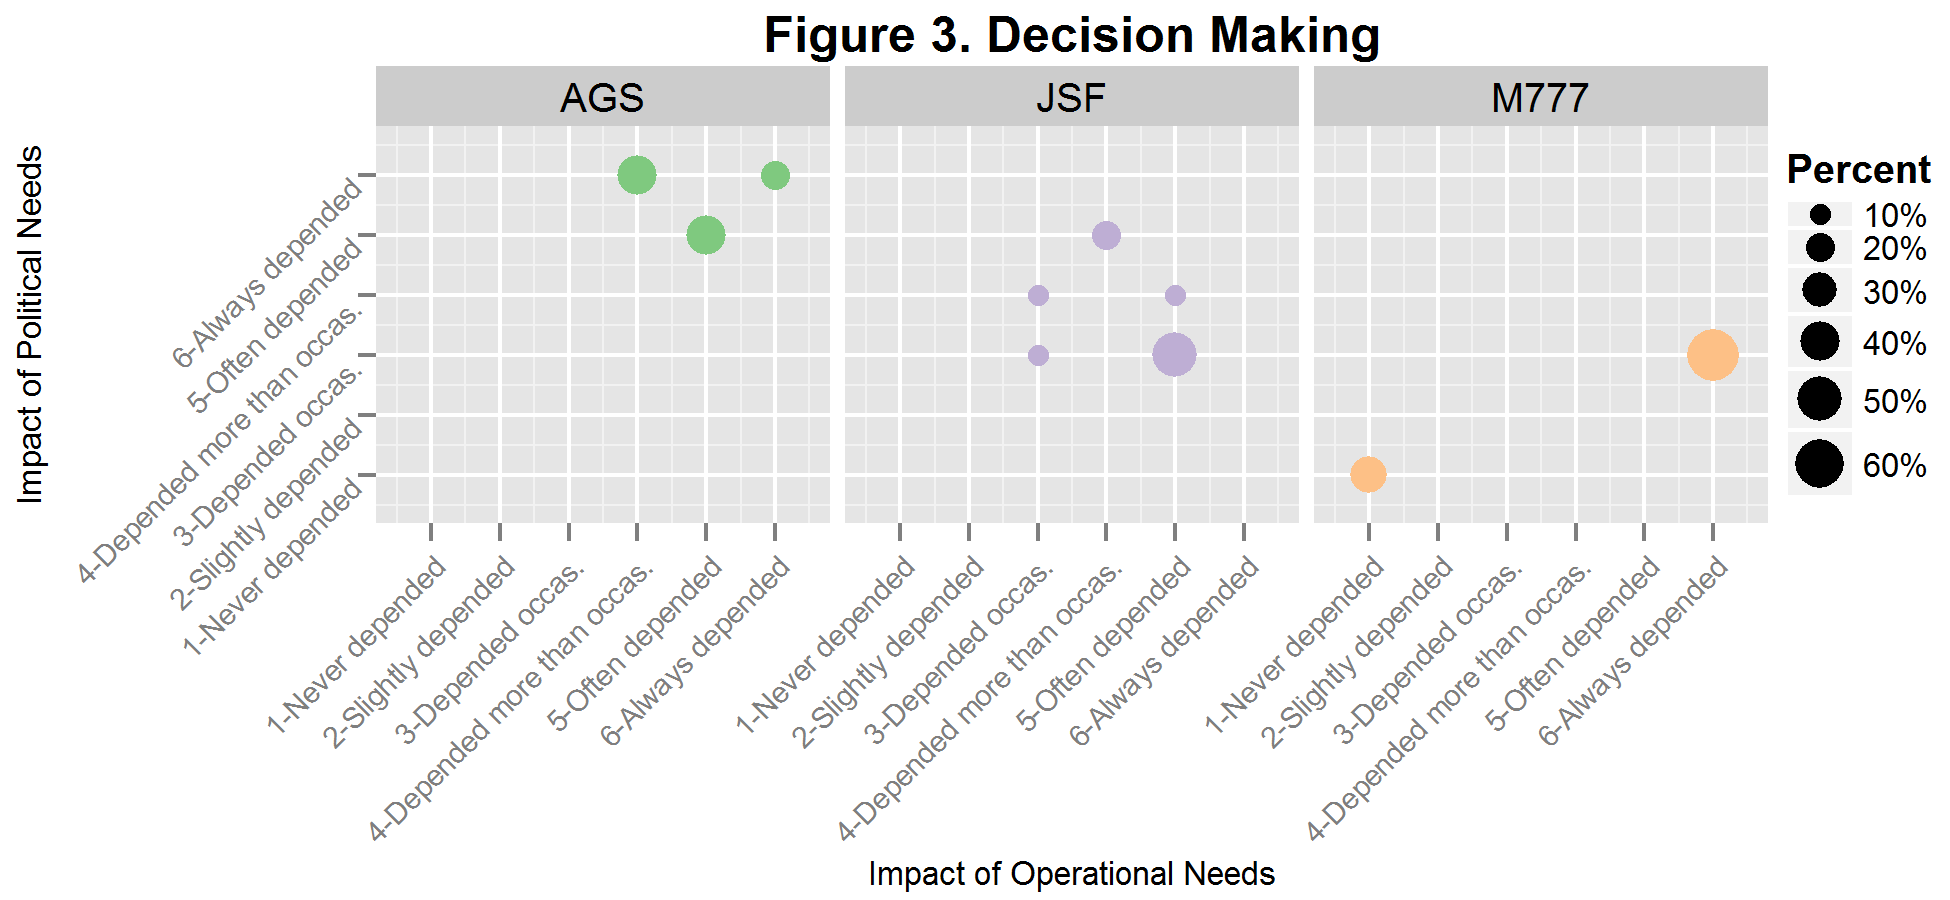 Figure 3. Decision Making
AGS
JSF
M777
Impact of Political Needs
6-Always depended
5-Often depended
4-Depended more than occas.
3-Depended occas.
2-Slightly depended
1-Never depended
1-Never depended
2-Slightly depended
3-Depended occas.
4-Depended more than occas.
5-Often depended
6-Always depended
1-Never depended
2-Slightly depended
3-Depended occas.
4-Depended more than occas.
5-Often depended
6-Always depended
1-Never depended
2-Slightly depended
3-Depended occas.
4-Depended more than occas.
5-Often depended
6-Always depended
Impact of Operational Needs
Percent
10%
20%
30%
40%
50%
60%